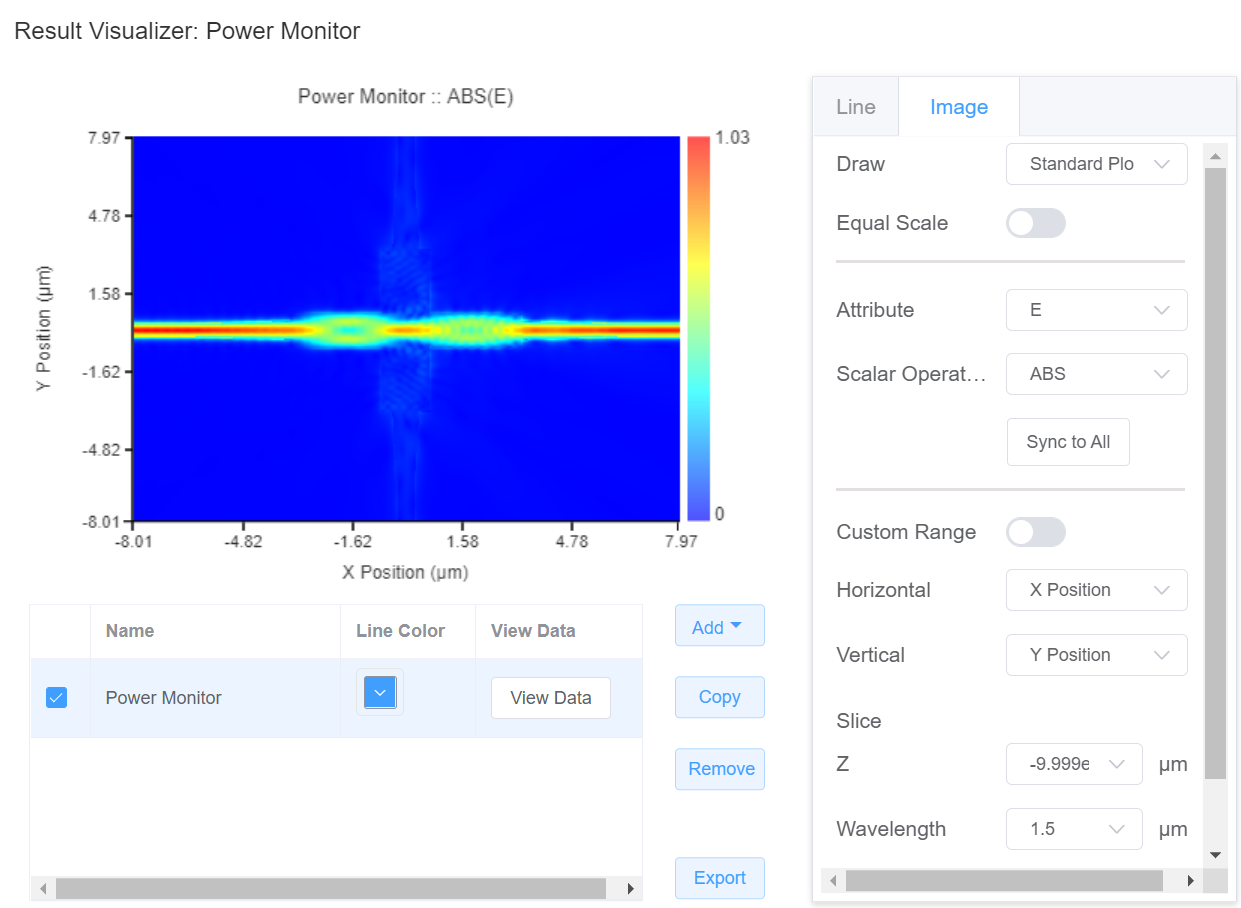 Result Visualizer: Power Monitor
Power Monitor :: ABS(E)
7.97
4.78
1.58
-1.62
-4.82
-8.01
Y Position (µm)
-8.01 -4.82 -1.62 1.58 4.78 7.97
X Position (µm)
1.03
0
Name Line Color View Data
Power Monitor View Data
Add
Copy
Remove
Export
Line Image
Draw Standard Plo
Equal Scale
Attribute E
Scalar Operat... ABS
Sync to All
Custom Range
Horizontal X Position
Vertical Y Position
Slice
Z -9.999e µm
Wavelength 1.5 µm